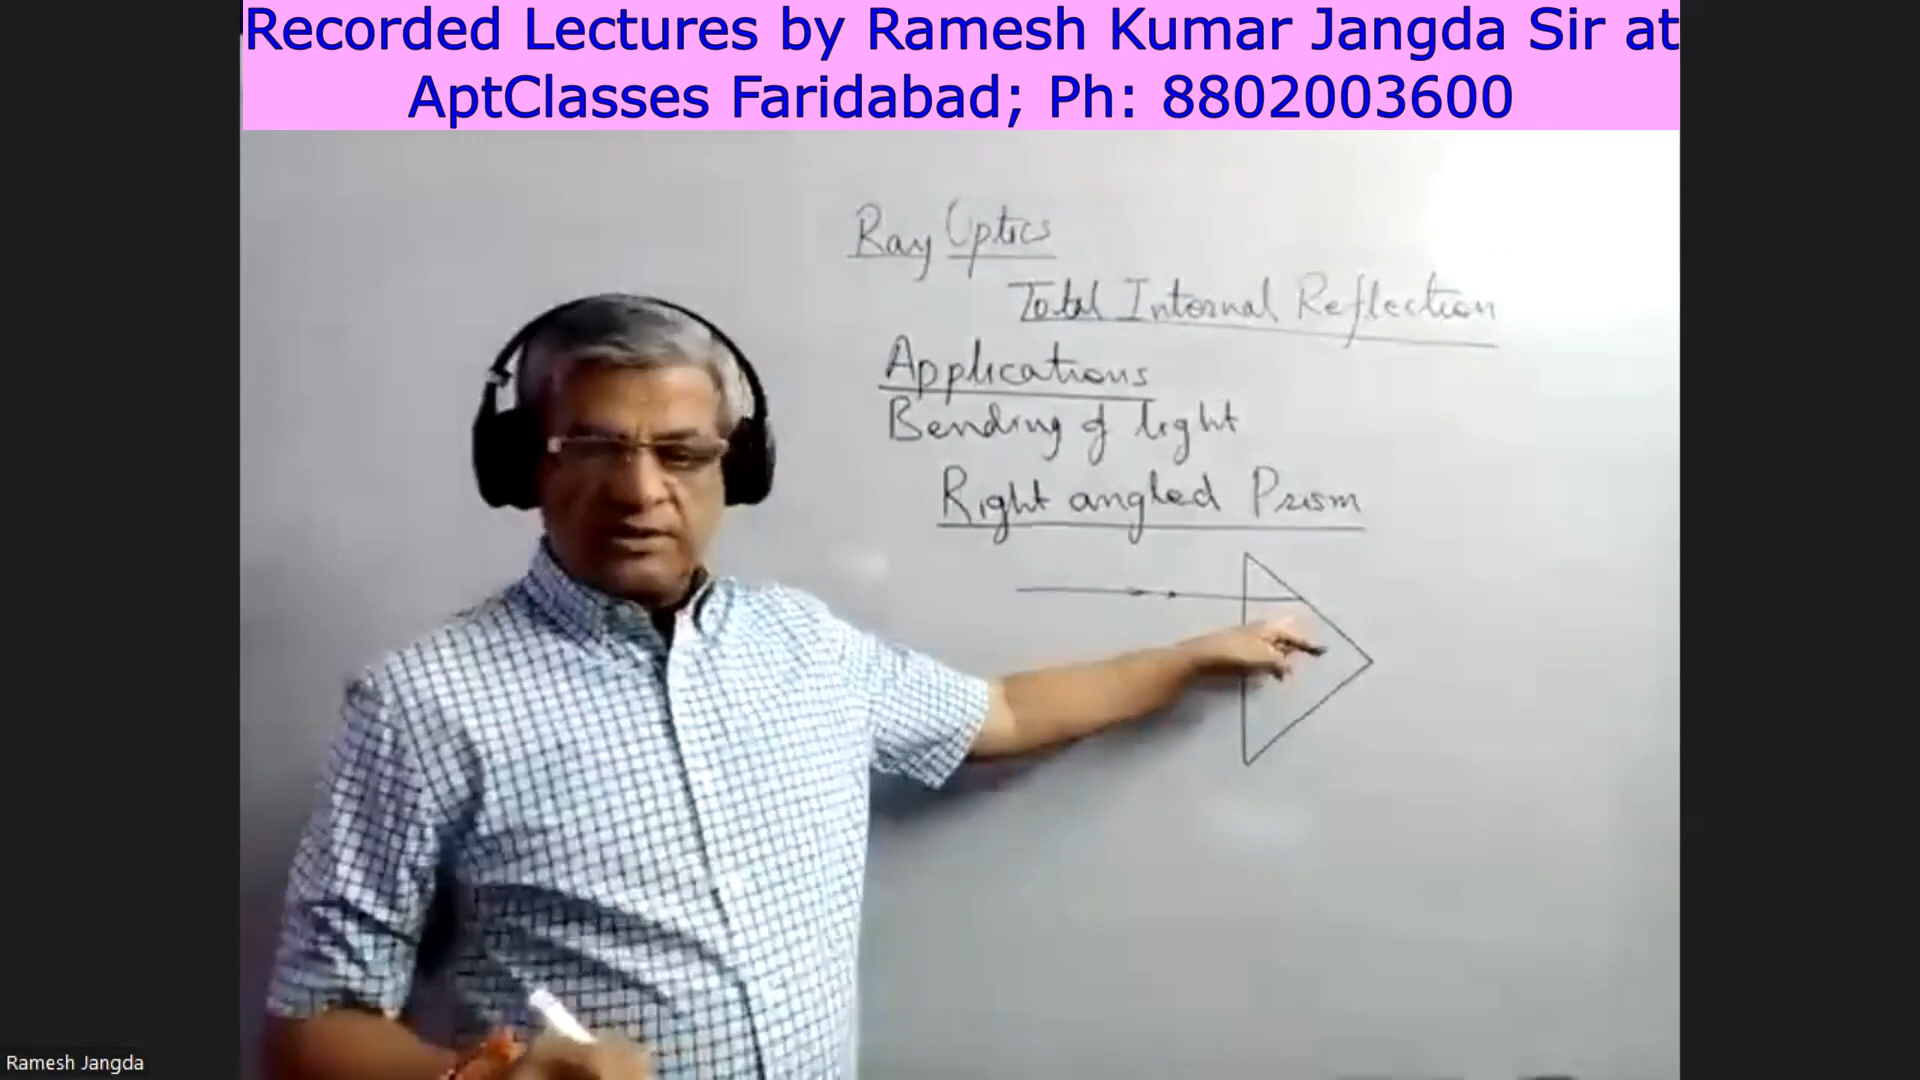 Recorded Lectures by Ramesh Kumar Jangda Sir at
AptClasses Faridabad; Ph: 8802003600
Ray Optics
Total Internal Reflection
Applications
Bending of light
Right angled Prism
Ramesh Jangda